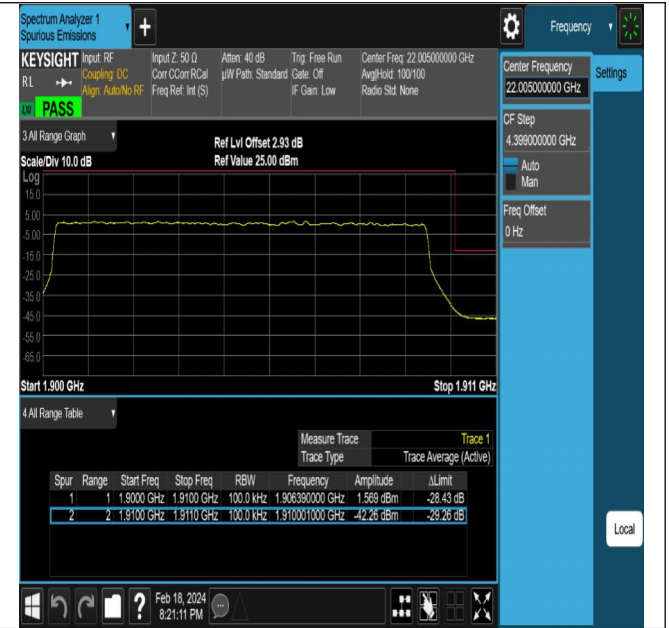 Spectrum Analyzer 1
Spurious Emissions
+
Frequency
KEYSIGHT
Input: RF
Coupling: DC
Align: Auto/No RF
Input Z: 50 Ω
Corr CCorr RCal
Freq Ref: Int (S)
Atten: 40 dB
µW Path: Standard
Trig: Free Run
Gate: Off
IF Gain: Low
Center Freq: 22.005000000 GHz
Avg|Hold: 100/100
Radio Std: None
RL
PASS
Center Frequency
22.005000000 GHz
Settings
CF Step
4.399000000 GHz
Auto
Man
Freq Offset
0 Hz
3 All Range Graph
Scale/Div 10.0 dB
Ref Lvl Offset 2.93 dB
Ref Value 25.00 dBm
Log
15.0
5.00
-5.00
-15.0
-25.0
-35.0
-45.0
-55.0
-65.0
Start 1.900 GHz
Stop 1.911 GHz
4 All Range Table
Measure Trace Trace 1
Trace Type Trace Average (Active)
Spur Range Start Freq Stop Freq RBW Frequency Amplitude ΔLimit
1 1 1.9000 GHz 1.9100 GHz 100.0 kHz 1.906390000 GHz 1.569 dBm -28.43 dB
2 2 1.9100 GHz 1.9110 GHz 100.0 kHz 1.910001000 GHz -42.26 dBm -29.26 dB
Local
?
Feb 18, 2024
8:21:11 PM